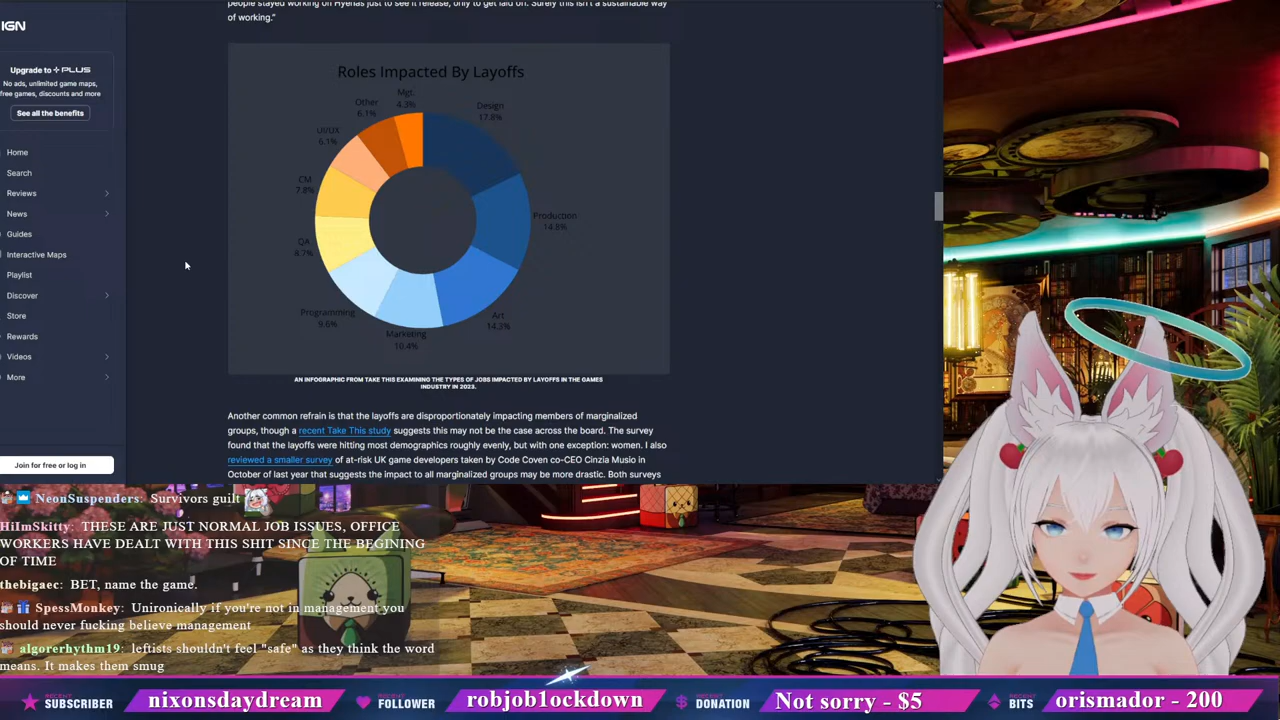 people stayed working on Hyenas just to see it release, only to get laid off. Surely this isn't a sustainable way
of working."
IGN
Upgrade to PLUS
No ads, unlimited game maps,
free games, discounts and more
See all the benefits
Home
Search
Reviews
News
Guides
Interactive Maps
Playlist
Discover
Store
Rewards
Videos
More
Join for free or log in
Roles Impacted By Layoffs
Mgt.
4.3%
Other
6.1%
Design
17.8%
UI/UX
6.1%
CM
7.8%
Production
14.8%
QA
8.7%
Programming
9.6%
Art
14.3%
Marketing
10.4%
AN INFOGRAPHIC FROM TAKE THIS EXAMINING THE TYPES OF JOBS IMPACTED BY LAYOFFS IN THE GAMES
INDUSTRY IN 2023.
Another common refrain is that the layoffs are disproportionately impacting members of marginalized
groups, though a recent Take This study suggests this may not be the case across the board. The survey
found that the layoffs were hitting most demographics roughly evenly, but with one exception: women. I also
reviewed a smaller survey of at-risk UK game developers taken by Code Coven co-CEO Cinzia Musio in
October of last year that suggests the impact to all marginalized groups may be more drastic. Both surveys
NeonSuspenders: Survivors guilt
HiImSkitty: THESE ARE JUST NORMAL JOB ISSUES, OFFICE
WORKERS HAVE DEALT WITH THIS SHIT SINCE THE BEGINING
OF TIME
thebigaec: BET, name the game.
SpessMonkey: Unironically if you're not in management you
should never fucking believe management
algorerhythm19: leftists shouldn't feel "safe" as they think the word
means. It makes them smug
RECENT
SUBSCRIBER
nixonsdaydream
RECENT
FOLLOWER
robjob1ockdown
RECENT
DONATION
Not sorry - $5
RECENT
BITS
orismador - 200